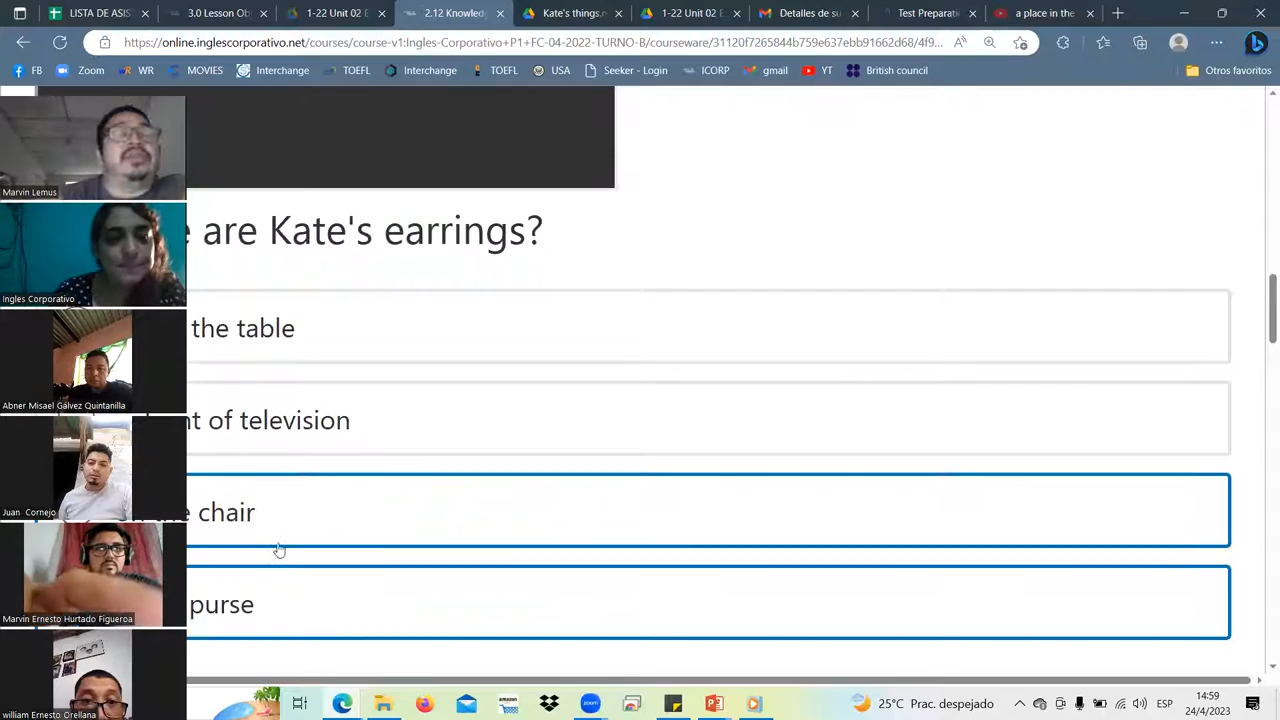 LISTA DE ASIS
3.0 Lesson Obj
1-22 Unit 02 E
2.12 Knowled
Kate's things.r
1-22 Unit 02 E
Detalles de su
Test Preparati
a place in the
https://online.inglescorporativo.net/courses/course-v1:Ingles-Corporativo+P1+FC-04-2022-TURNO-B/courseware/31120f7265844b759e637ebb91662d68/4f9...
FB
Zoom
WR
MOVIES
Interchange
TOEFL
Interchange
TOEFL
USA
Seeker - Login
ICORP
gmail
YT
British council
Otros favoritos
Marvin Lemus
are Kate's earrings?
Ingles Corporativo
the table
Abner Misael Gálvez Quintanilla
nt of television
Juan Cornejo
chair
purse
Marvin Ernesto Hurtado Figueroa
william Ernesto Orellana
zoom
25°C Prac. despejado
ESP
14:59
24/4/2023